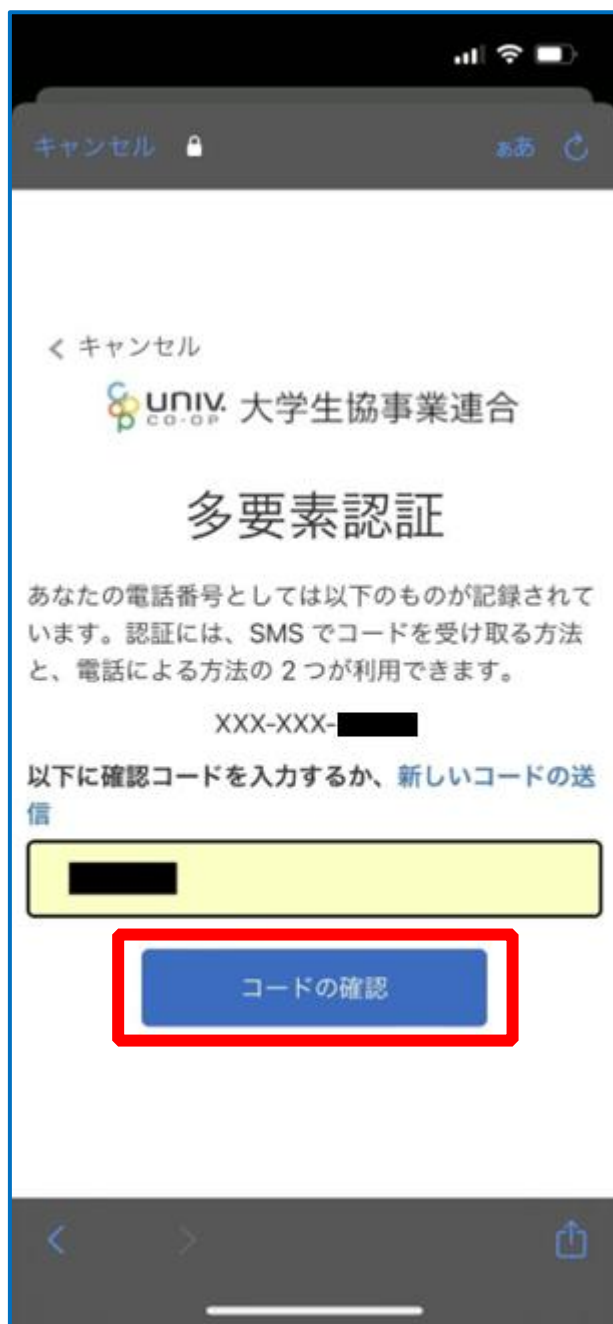 キャンセル ぁあ
キャンセル
UNIV. CO-OP 大学生協事業連合
多要素認証
あなたの電話番号としては以下のものが記録されて
います。認証には、SMS でコードを受け取る方法
と、電話による方法の 2 つが利用できます。
XXX-XXX-
以下に確認コードを入力するか、新しいコードの送
信
コードの確認